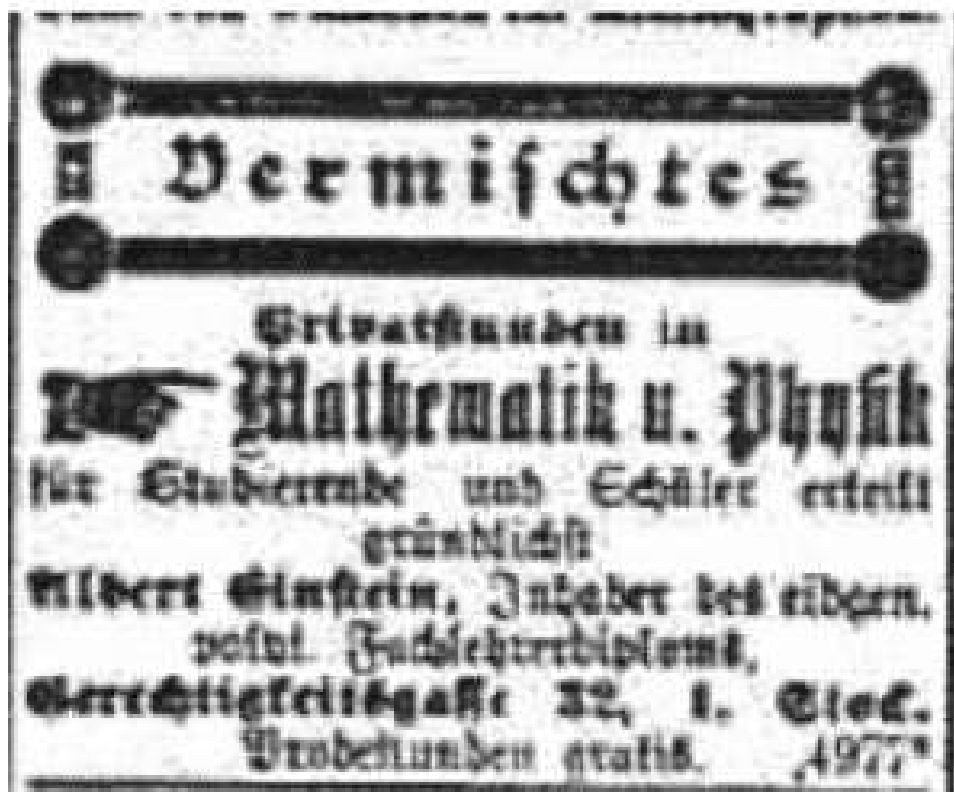 Vermischtes
Privatstunden in
Mathematik u. Physik
für Studierende und Schüler erteilt
gründlichst
Albert Einstein, Inhaber des eidgen.
polyt. Fachlehrerdiploms,
Gerechtigkeitsgasse 32, 1. Stock.
Probestunden gratis. 4977*